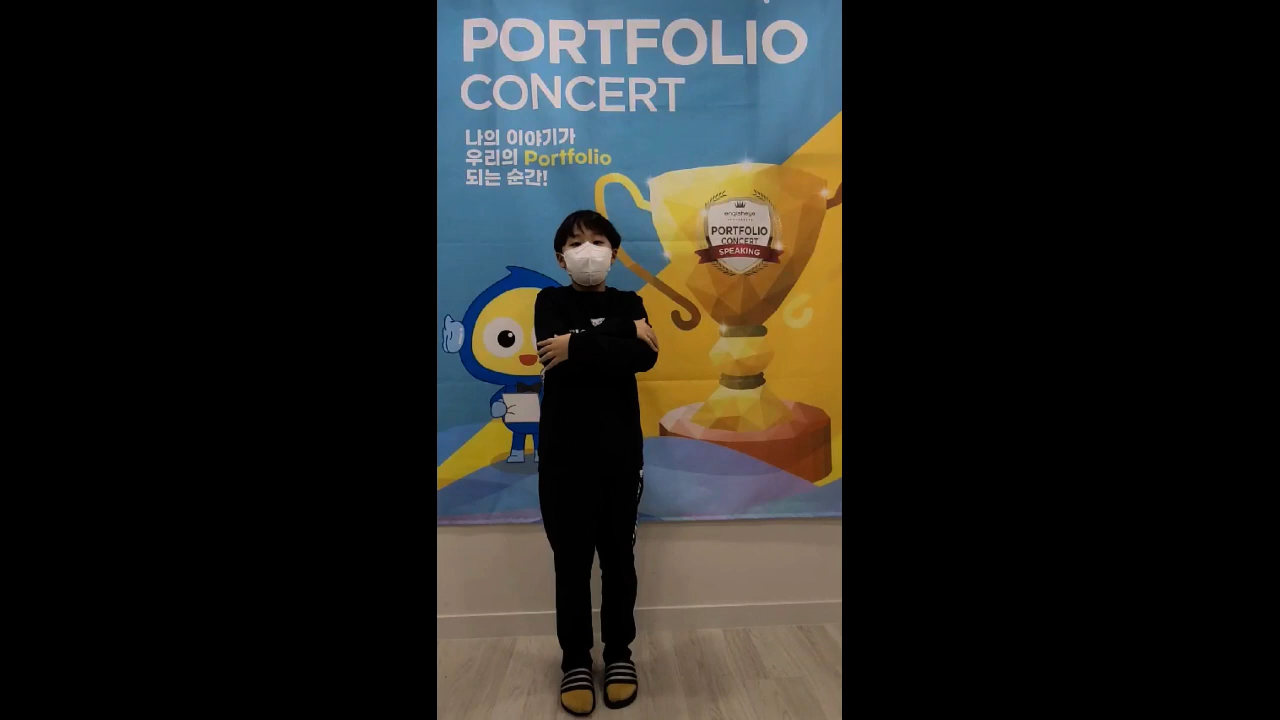 PORTFOLIO
CONCERT
나의 이야기가
우리의 Portfolio
되는 순간!
englisheye
PORTFOLIO
CONCERT
SPEAKING